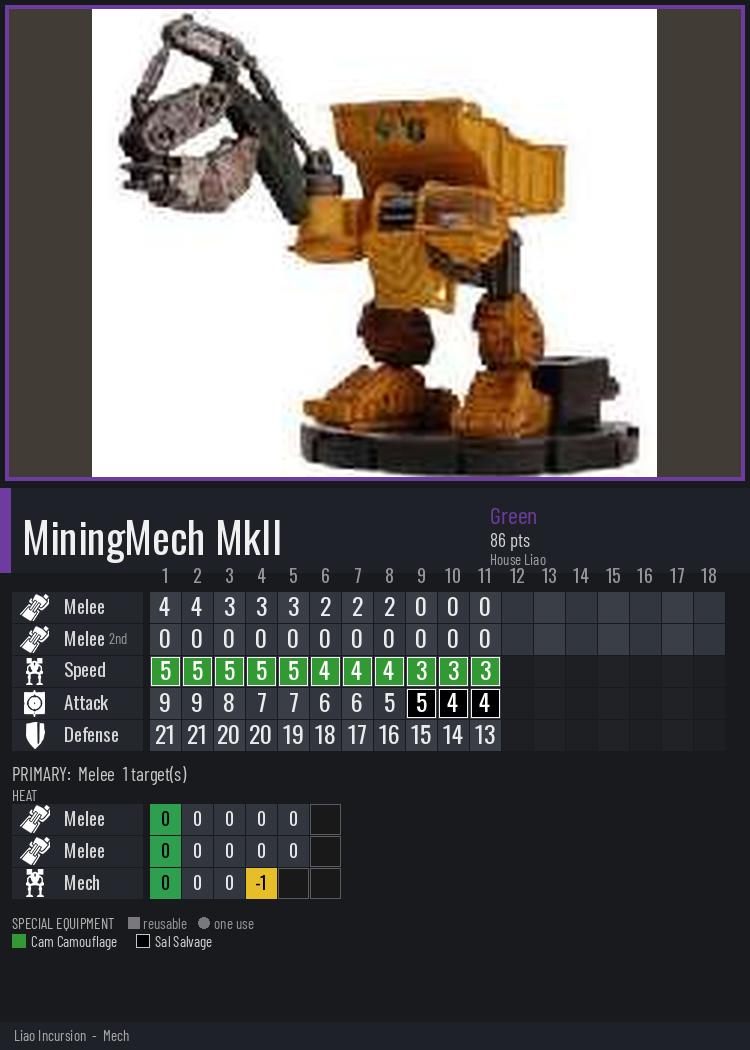 MiningMech MkII
Green
86 pts
House Liao
1 2 3 4 5 6 7 8 9 10 11 12 13 14 15 16 17 18
Melee 4 4 3 3 3 2 2 2 0 0 0
Melee 2nd 0 0 0 0 0 0 0 0 0 0 0
Speed 5 5 5 5 5 4 4 4 3 3 3
Attack 9 9 8 7 7 6 6 5 5 4 4
Defense 21 21 20 20 19 18 17 16 15 14 13
PRIMARY: Melee 1 target(s)
HEAT
Melee 0 0 0 0 0
Melee 0 0 0 0 0
Mech 0 0 0 -1
SPECIAL EQUIPMENT reusable one use
Cam Camouflage Sal Salvage
Liao Incursion - Mech